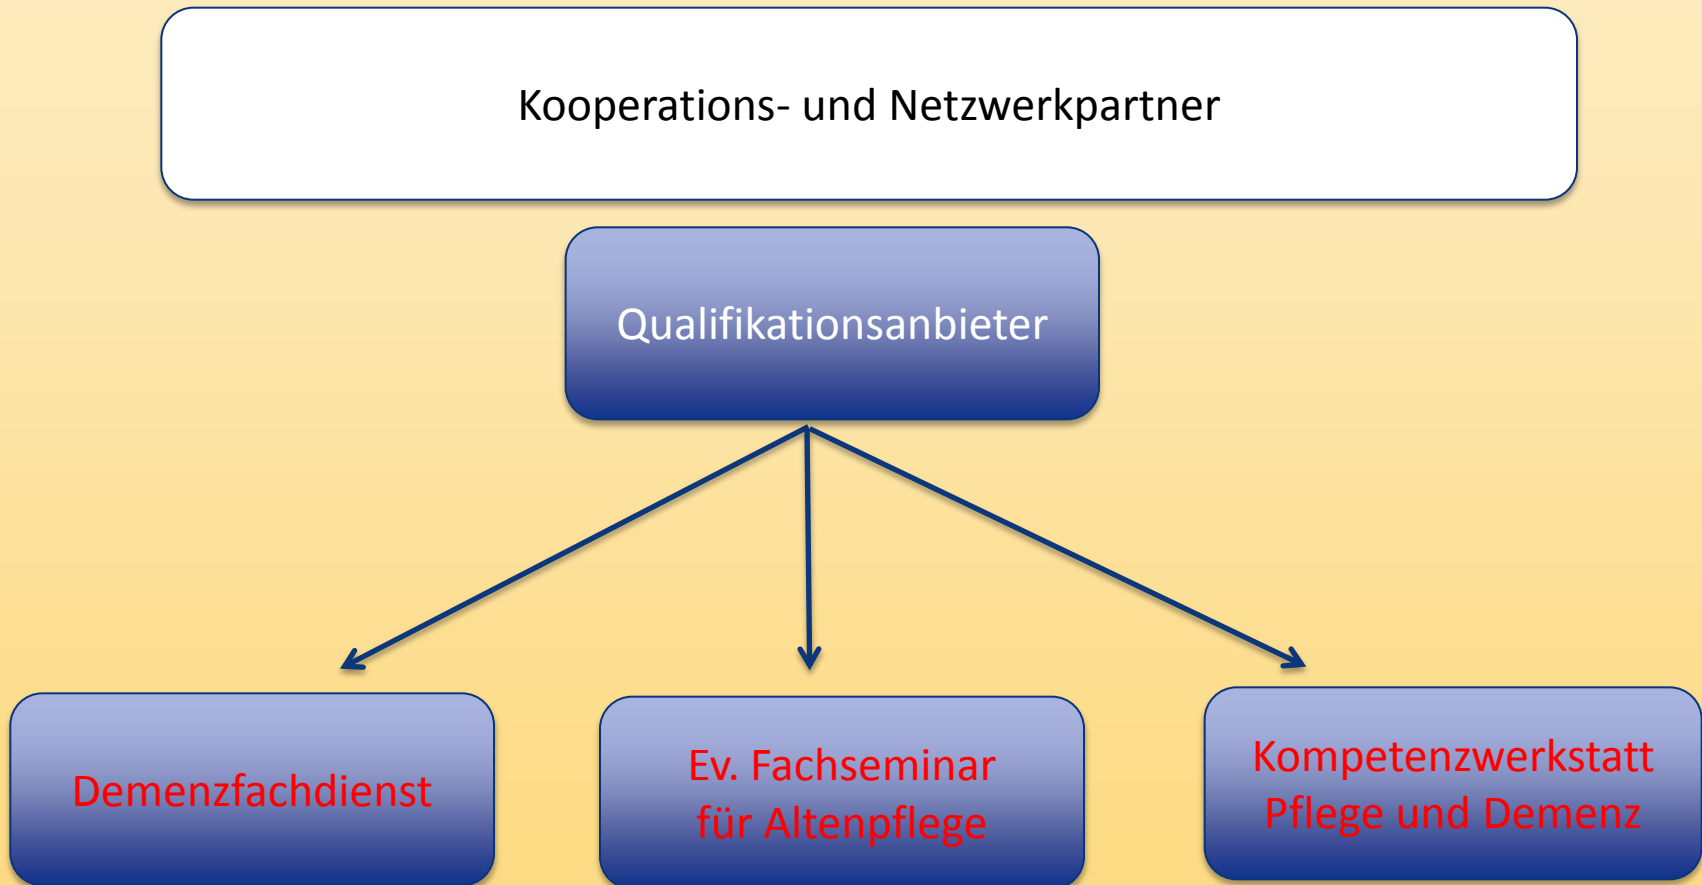 Kooperations- und Netzwerkpartner
Qualifikationsanbieter
Demenzfachdienst
Ev. Fachseminar
für Altenpflege
Kompetenzwerkstatt
Pflege und Demenz